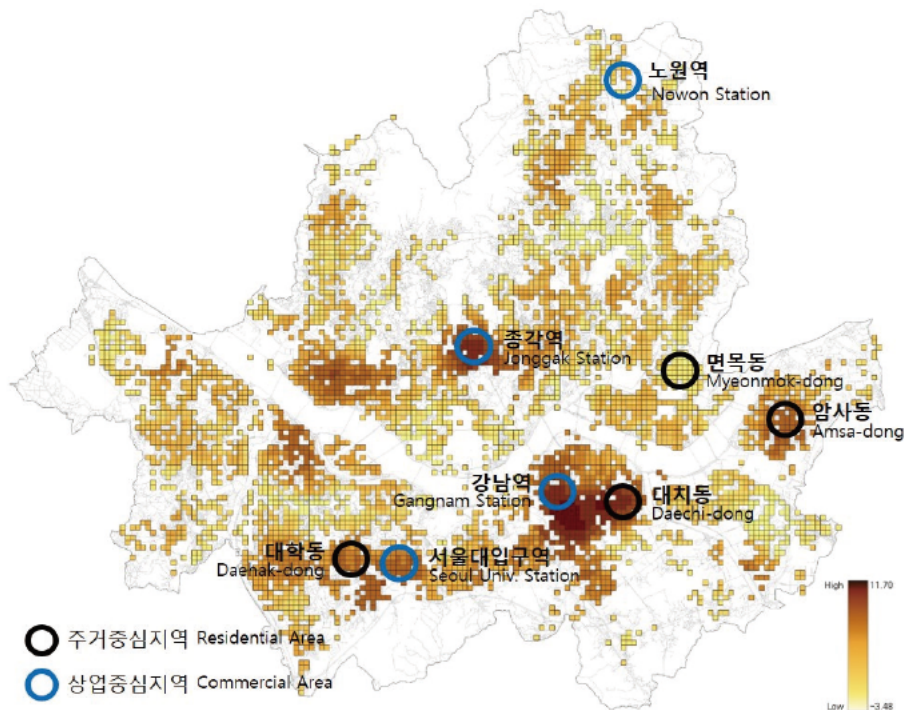 노원역
Nowon Station
종각역
Jonggak Station
면목동
Myeonmok-dong
암사동
Amsa-dong
강남역
Gangnam Station
대치동
Daechi-dong
대학동
Daehak-dong
서울대입구역
Seoul Univ. Station
주거중심지역 Residential Area
상업중심지역 Commercial Area
High 11.70
Low -3.48